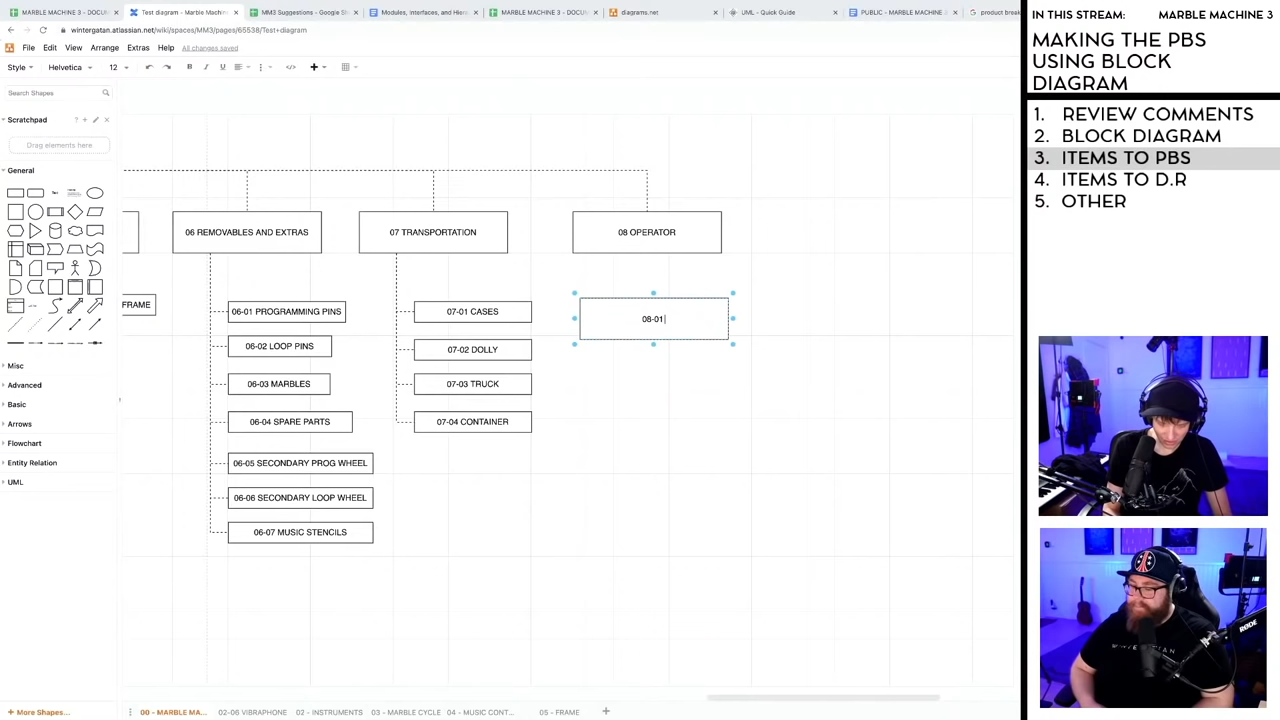 MARBLE MACHINE 3 - DOCU
Test diagram - Marble Machin
MM3 Suggestions - Google Sh
Modules, Interfaces, and Hier
MARBLE MACHINE 3 - DOCUM
diagrams.net
UML - Quick Guide
PUBLIC - MARBLE MACHINE
product break
wintergatan.atlassian.net/wiki/spaces/MM3/pages/65538/Test+diagram
File Edit View Arrange Extras Help All changes saved
Style Helvetica 12
B I U
Search Shapes
Scratchpad
Drag elements here
General
Misc
Advanced
Basic
Arrows
Flowchart
Entity Relation
UML
+ More Shapes...
06 REMOVABLES AND EXTRAS
07 TRANSPORTATION
08 OPERATOR
FRAME
06-01 PROGRAMMING PINS
06-02 LOOP PINS
06-03 MARBLES
06-04 SPARE PARTS
06-05 SECONDARY PROG WHEEL
06-06 SECONDARY LOOP WHEEL
06-07 MUSIC STENCILS
07-01 CASES
07-02 DOLLY
07-03 TRUCK
07-04 CONTAINER
08-01
00 - MARBLE MA...
02-06 VIBRAPHONE
02 - INSTRUMENTS
03 - MARBLE CYCLE
04 - MUSIC CONT...
05 - FRAME
IN THIS STREAM: MARBLE MACHINE 3
MAKING THE PBS
USING BLOCK
DIAGRAM
1. REVIEW COMMENTS
2. BLOCK DIAGRAM
3. ITEMS TO PBS
4. ITEMS TO D.R
5. OTHER
RØDE